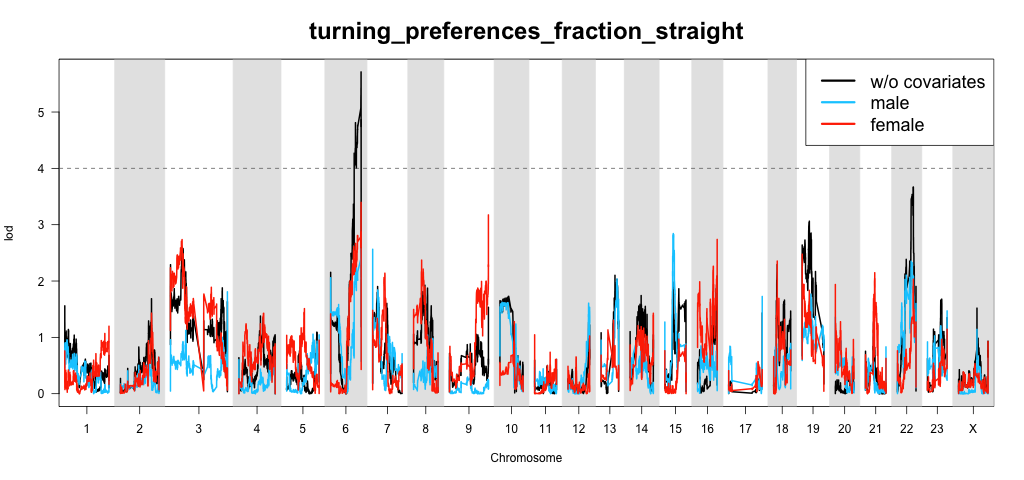 turning_preferences_fraction_straight
w/o covariates
male
female
5
4
3
2
1
0
lod
1 2 3 4 5 6 7 8 9 10 11 12 13 14 15 16 17 18 19 20 21 22 23 X
Chromosome